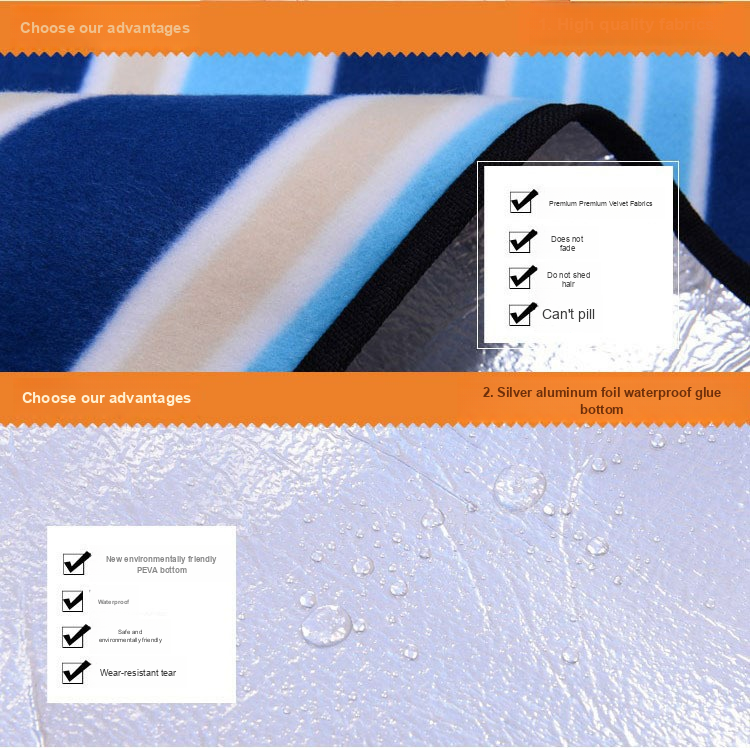 Choose our advantages
1. High quality fabrics
Premium Premium Velvet Fabrics
Does not
fade
Do not shed
hair
Can't pill
Choose our advantages
2. Silver aluminum foil waterproof glue
bottom
New environmentally friendly
PEVA bottom
Waterproof
Safe and
environmentally friendly
Wear-resistant tear